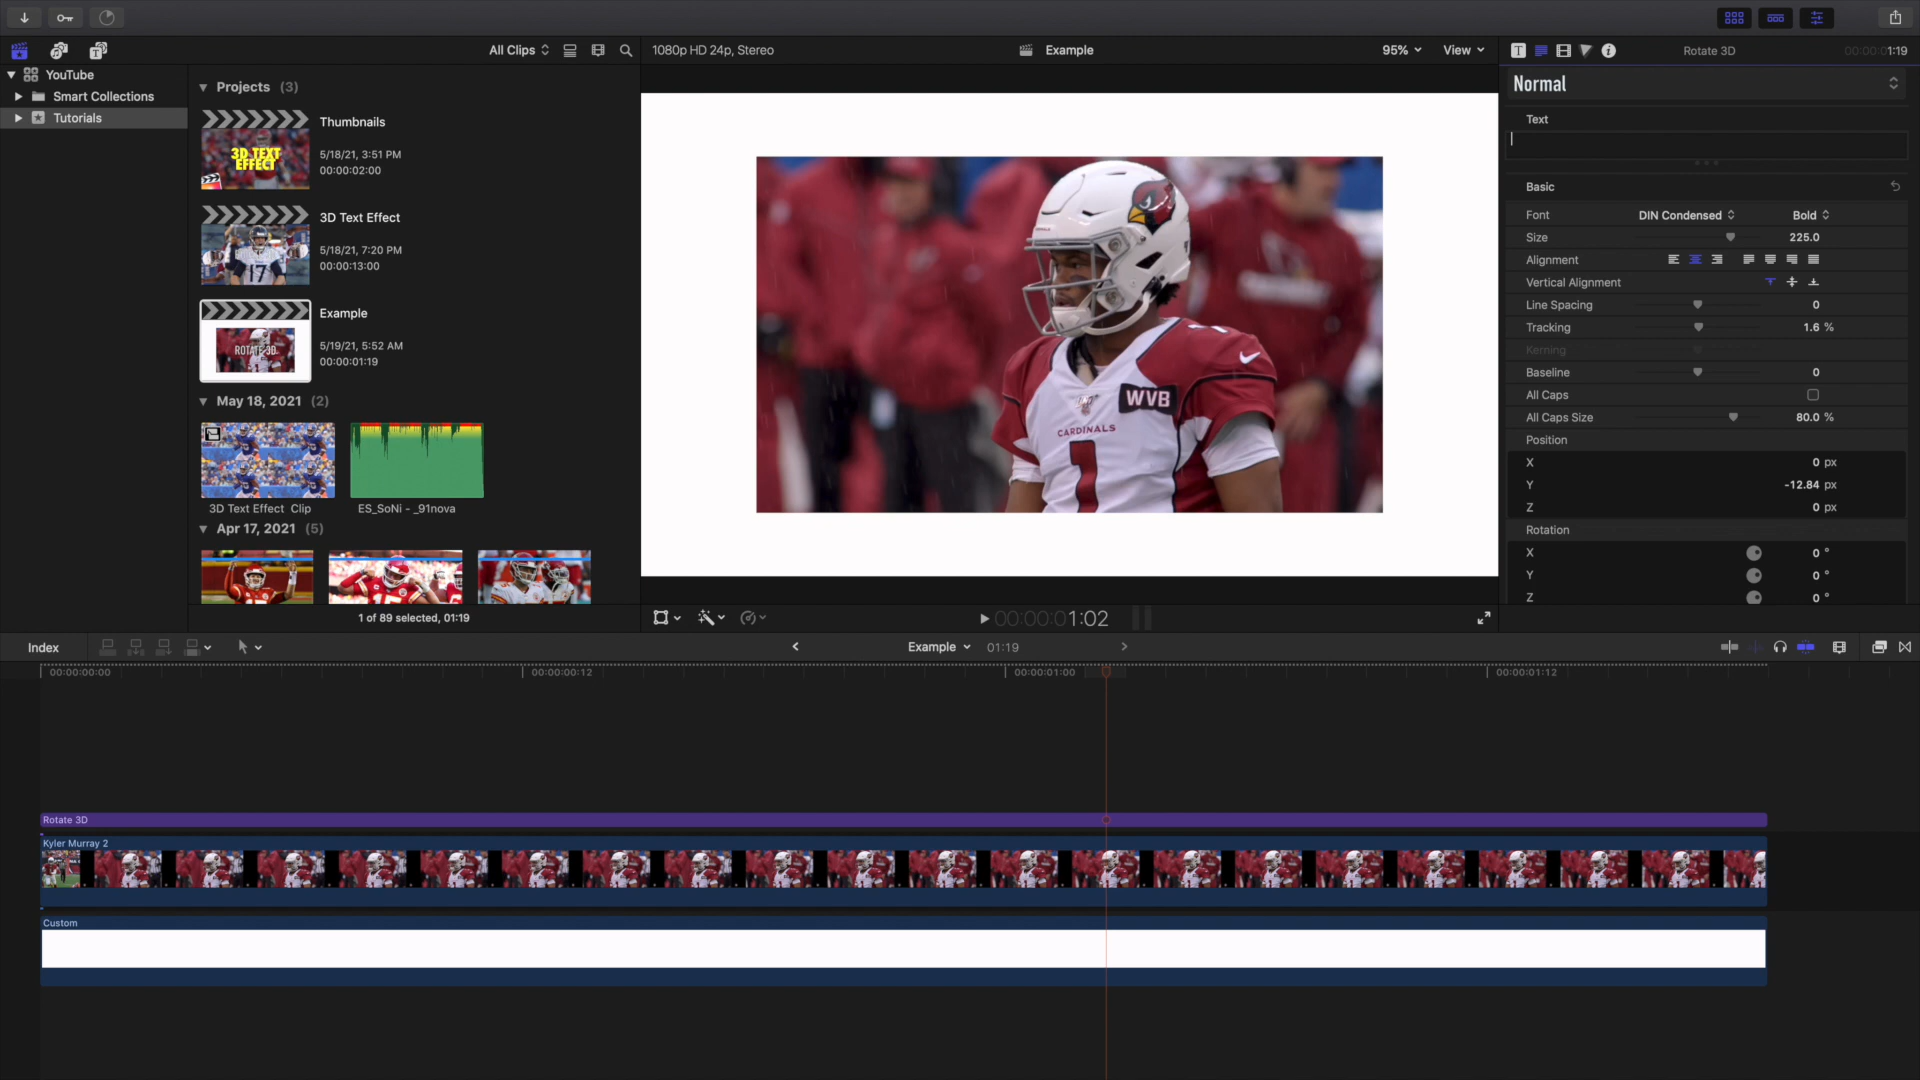 All Clips
1080p HD 24p, Stereo
Example
95%
View
Rotate 3D
00:00:01:19
YouTube
Smart Collections
Tutorials
Projects (3)
3D TEXT
EFFECT
Thumbnails
5/18/21, 3:51 PM
00:00:02:00
17
3D Text Effect
5/18/21, 7:20 PM
00:00:13:00
ROTATE 3D
Example
5/19/21, 5:52 AM
00:00:01:19
May 18, 2021 (2)
3D Text Effect Clip
ES_SoNi - _91nova
Apr 17, 2021 (5)
15
15
1 of 89 selected, 01:19
WVB
CARDINALS
1
00:00:00:01:02
Normal
Text
Basic
Font
DIN Condensed
Bold
Size
225.0
Alignment
Vertical Alignment
Line Spacing
0
Tracking
1.6 %
Kerning
Baseline
0
All Caps
All Caps Size
80.0 %
Position
X
0 px
Y
-12.84 px
Z
0 px
Rotation
X
0 °
Y
0 °
Z
0 °
Index
Example
01:19
00:00:00:00
00:00:00:12
00:00:01:00
00:00:01:12
Rotate 3D
Kyler Murray 2
Custom